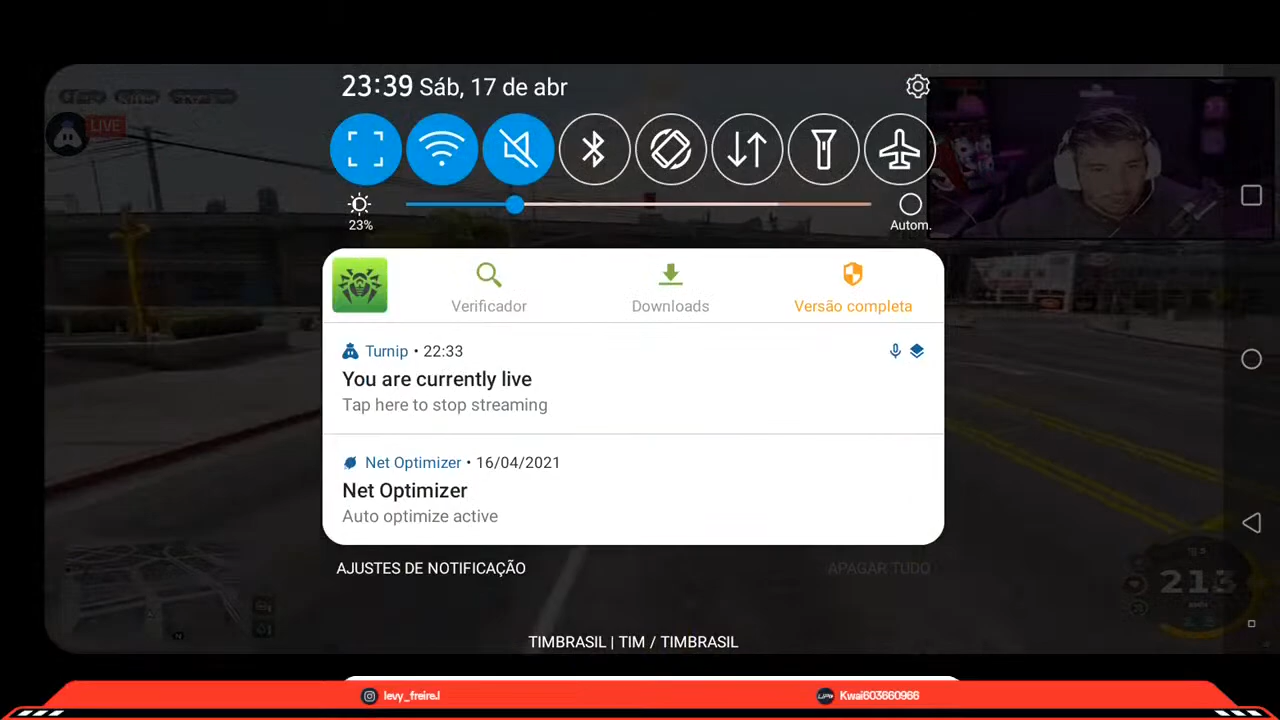 23:39 Sáb, 17 de abr
LIVE
23%
Autom.
Verificador
Downloads
Versão completa
Turnip • 22:33
You are currently live
Tap here to stop streaming
Net Optimizer • 16/04/2021
Net Optimizer
Auto optimize active
AJUSTES DE NOTIFICAÇÃO
APAGAR TUDO
213
TIMBRASIL | TIM / TIMBRASIL
levy_freire.l
Kwai603660966